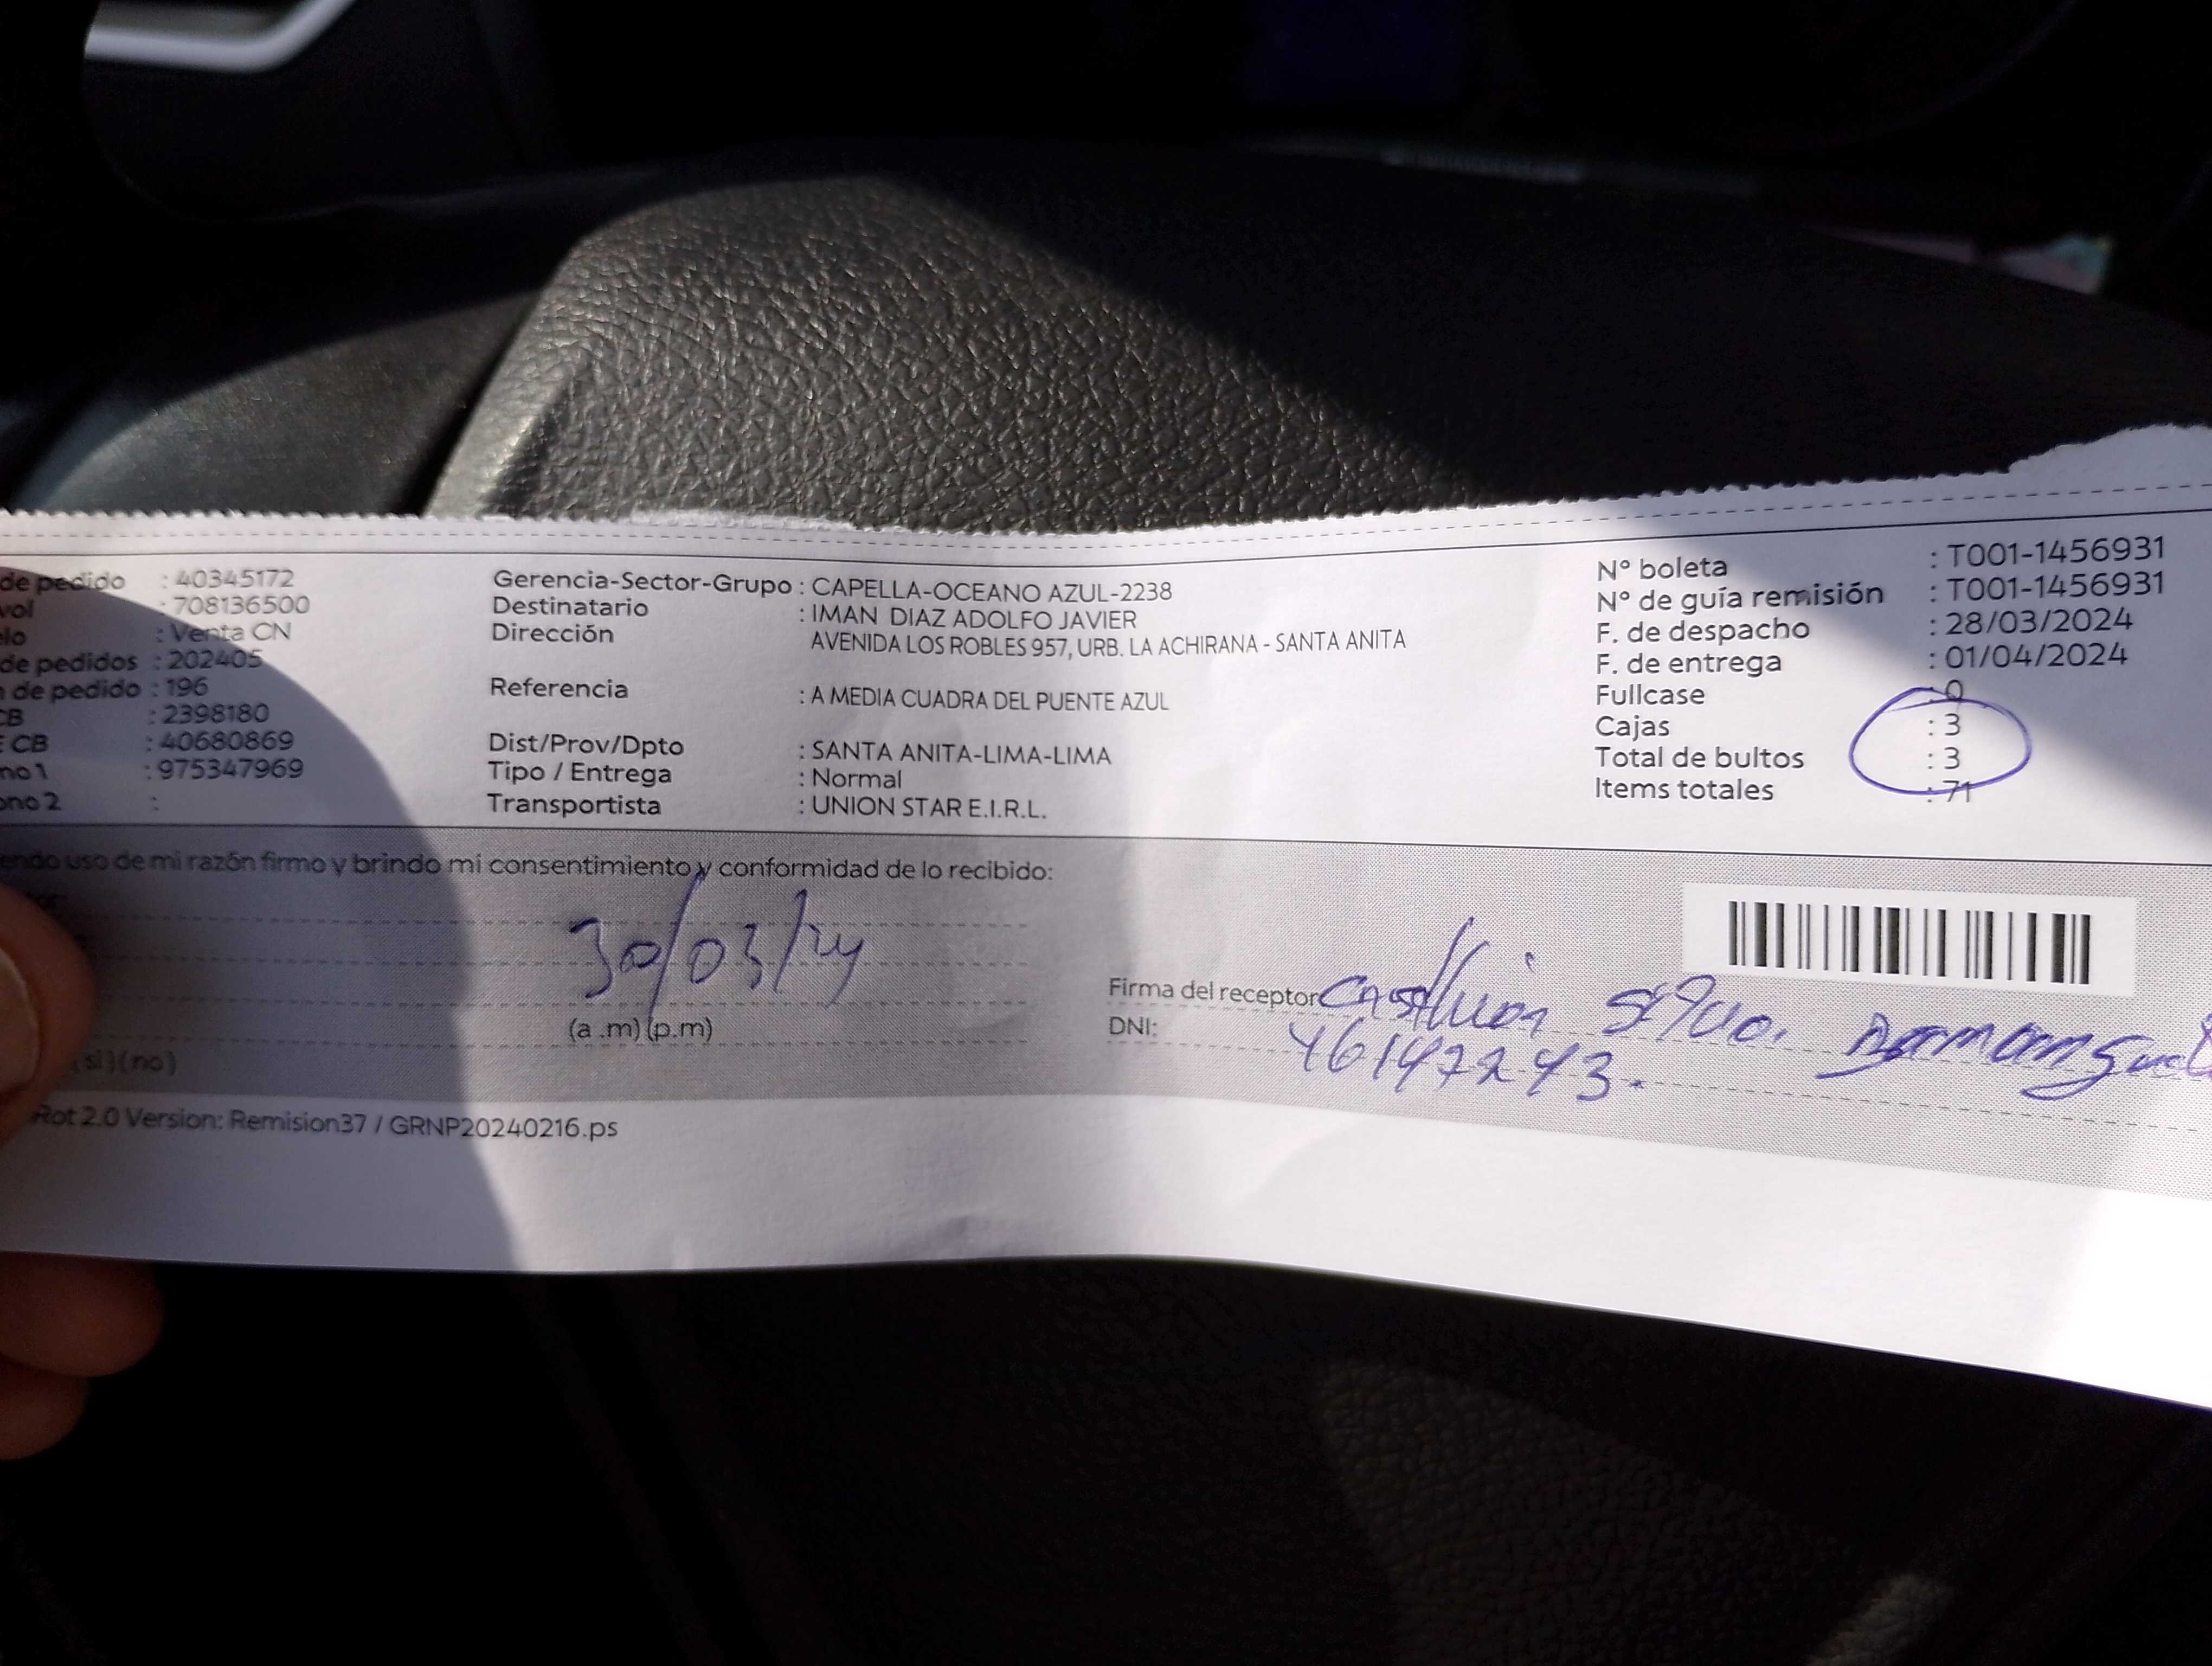 de pedido : 40345172
vol : 708136500
elo : Venta CN
de pedidos : 202405
n de pedido : 196
CB : 2398180
E CB : 40680869
no 1 : 975347969
ono 2 :
Gerencia-Sector-Grupo : CAPELLA-OCEANO AZUL-2238
Destinatario : IMAN DIAZ ADOLFO JAVIER
Dirección AVENIDA LOS ROBLES 957, URB. LA ACHIRANA - SANTA ANITA
Referencia : A MEDIA CUADRA DEL PUENTE AZUL
Dist/Prov/Dpto : SANTA ANITA-LIMA-LIMA
Tipo / Entrega : Normal
Transportista : UNION STAR E.I.R.L.
Nº boleta : T001-1456931
Nº de guía remisión : T001-1456931
F. de despacho : 28/03/2024
F. de entrega : 01/04/2024
Fullcase : 0
Cajas : 3
Total de bultos : 3
Items totales : 71
endo uso de mi razón firmo y brindo mi consentimiento y conformidad de lo recibido:
30/03/24
(a .m) (p.m)
(si) (no)
Firma del receptor
DNI: 46147243.
Rot 2.0 Version: Remision37 / GRNP20240216.ps